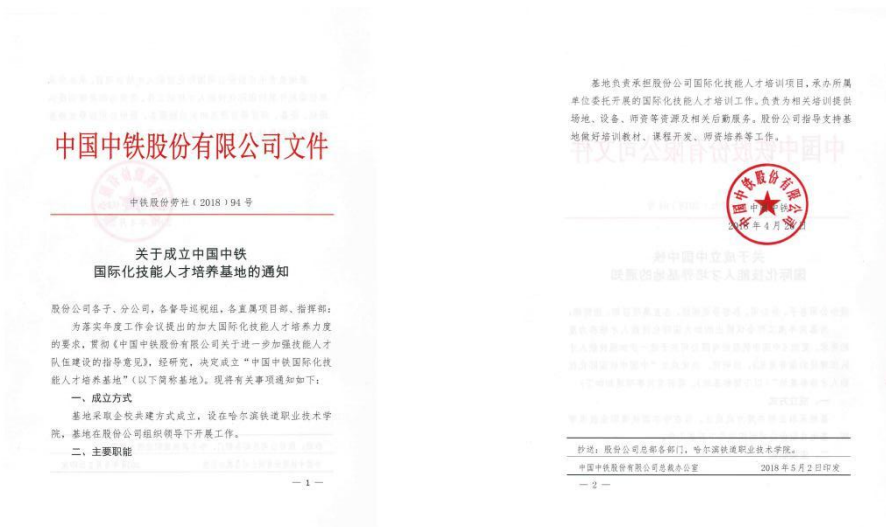 中国中铁股份有限公司文件
中铁股份劳社〔2018〕94号
关于成立中国中铁
国际化技能人才培养基地的通知
股份公司各子、分公司，各督导巡视组，各直属项目部、指挥部：
为落实年度工作会议提出的加大国际化技能人才培养力度
的要求，贯彻《中国中铁股份有限公司关于进一步加强技能人才
队伍建设的指导意见》，经研究，决定成立“中国中铁国际化技
能人才培养基地”（以下简称基地）。现将有关事项通知如下：
一、成立方式
基地采取企校共建方式成立，设在哈尔滨铁道职业技术学
院，基地在股份公司组织领导下开展工作。
二、主要职能
— 1 —
基地负责承担股份公司国际化技能人才培训项目，承办所属
单位委托开展的国际化技能人才培训工作。负责为相关培训提供
场地、设备、师资等资源及相关后勤服务。股份公司指导支持基
地做好培训教材、课程开发、师资培养等工作。
中国中铁股份有限公司
中国中铁
2018年4月28日
抄送：股份公司总部各部门，哈尔滨铁道职业技术学院。
中国中铁股份有限公司总裁办公室 2018年5月2日印发
— 2 —